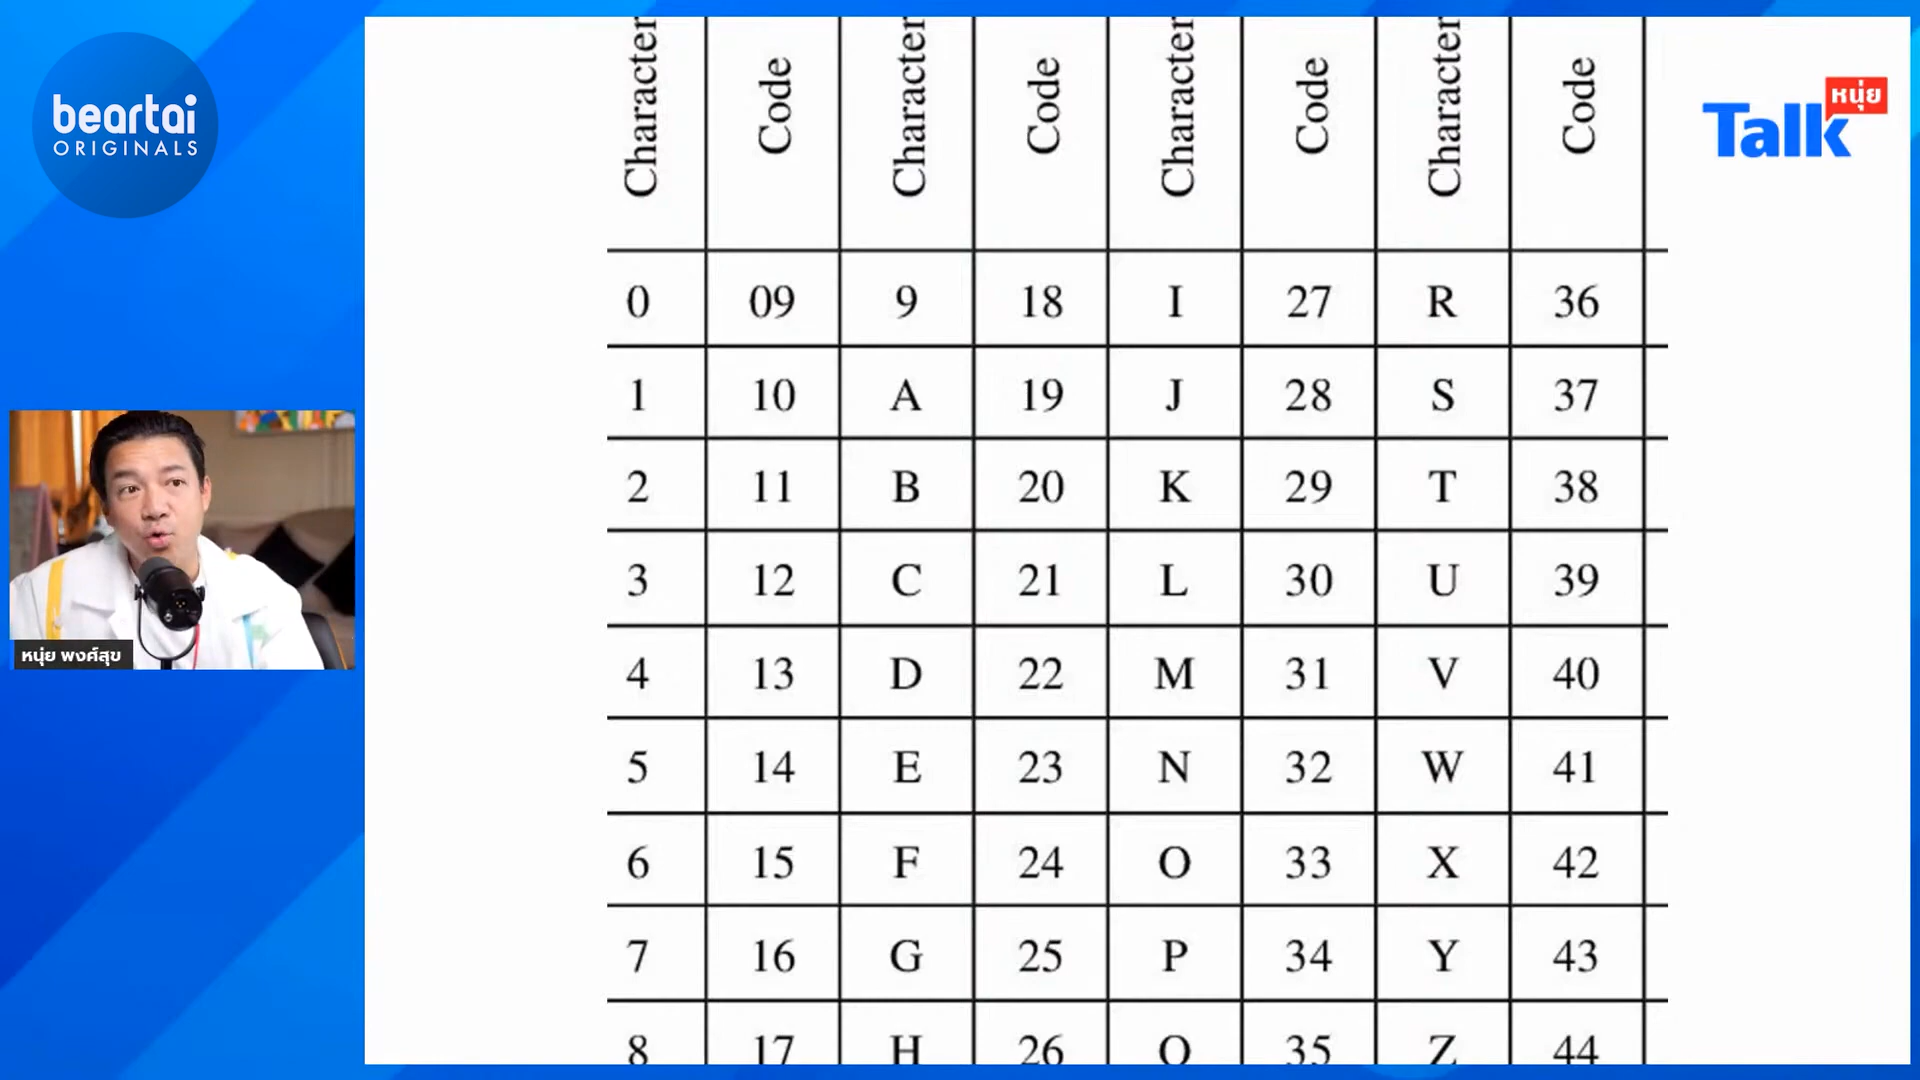 beartai
ORIGINALS
Talk หนุ่ย
Character Code Character Code Character Code Character Code
0 09 9 18 I 27 R 36
1 10 A 19 J 28 S 37
2 11 B 20 K 29 T 38
3 12 C 21 L 30 U 39
4 13 D 22 M 31 V 40
5 14 E 23 N 32 W 41
6 15 F 24 O 33 X 42
7 16 G 25 P 34 Y 43
8 17 H 26 Q 35 Z 44
หนุ่ย พงศ์สุข